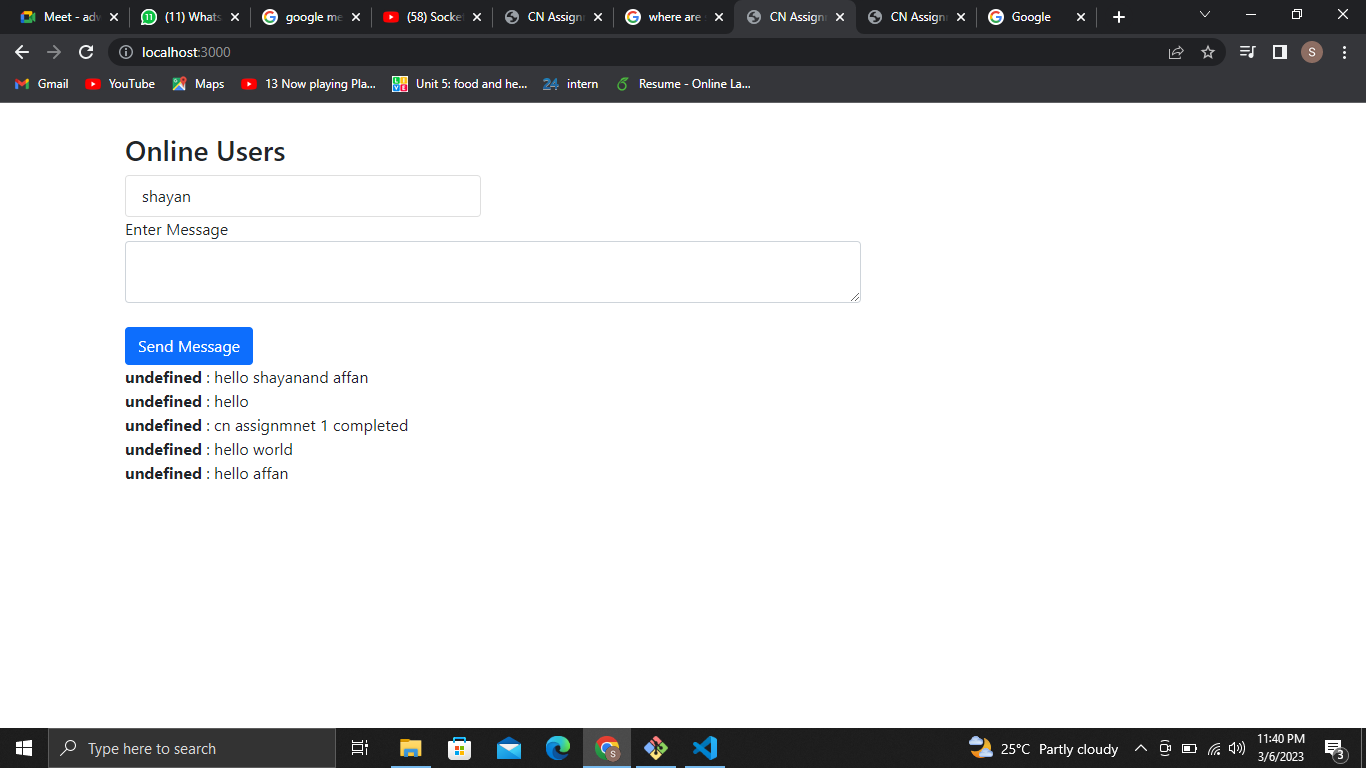 Meet - adv
(11) Whats
google me
(58) Socke
CN Assign
where are
CN Assign
CN Assign
Google
localhost:3000
S
Gmail
YouTube
Maps
13 Now playing Pla...
Unit 5: food and he...
24 intern
Resume - Online La...
Online Users
shayan
Enter Message
Send Message
undefined : hello shayanand affan
undefined : hello
undefined : cn assignmnet 1 completed
undefined : hello world
undefined : hello affan
Type here to search
25°C Partly cloudy
11:40 PM
3/6/2023
3